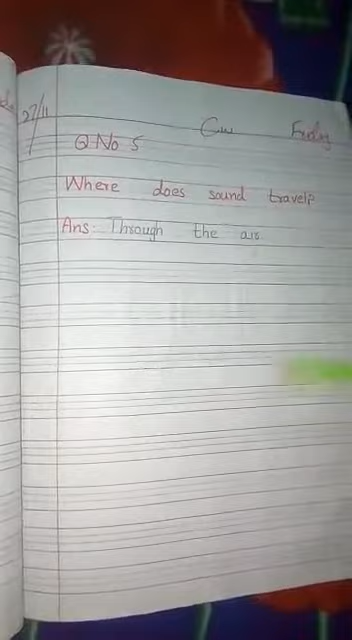 27/11 Cw Friday
Q No 5
Where does sound travel?
Ans: Through the air